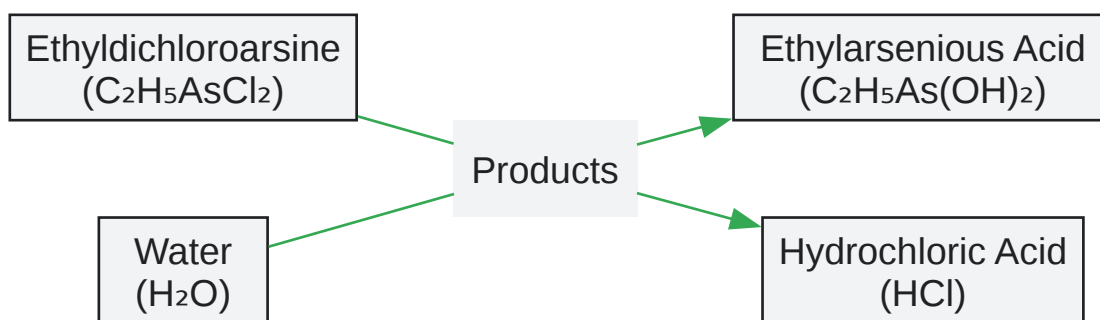 Ethyldichloroarsine
(C₂H₅AsCl₂)
Ethylarsenious Acid
(C₂H₅As(OH)₂)
Products
Water
(H₂O)
Hydrochloric Acid
(HCl)